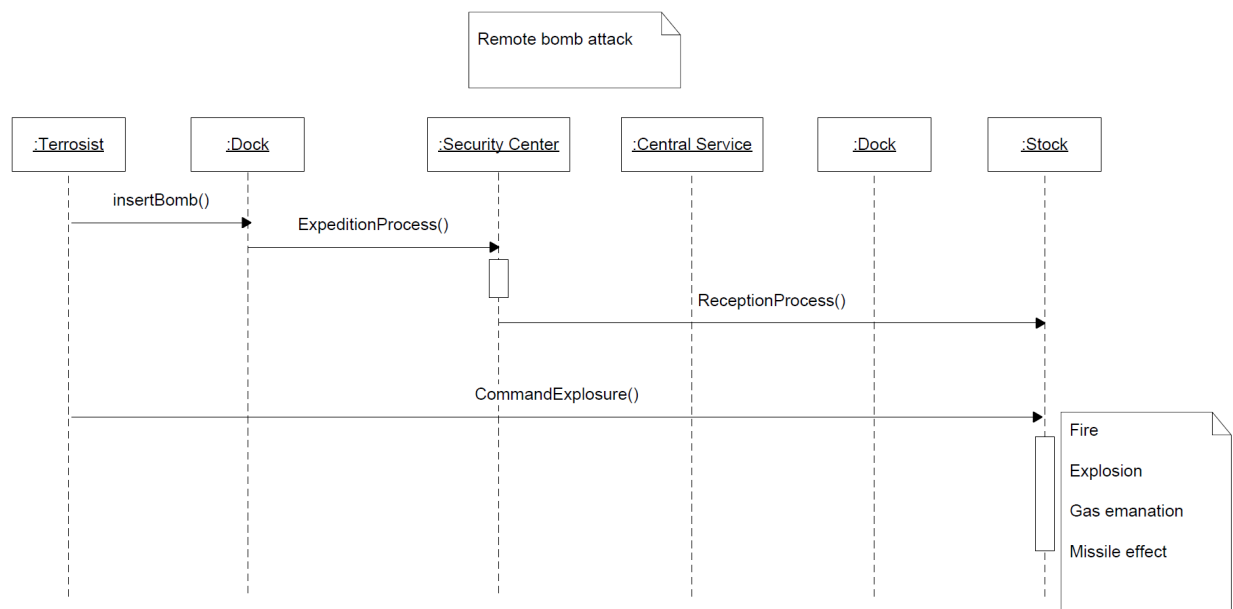 Remote bomb attack
:Terrosist
:Dock
:Security Center
:Central Service
:Dock
:Stock
insertBomb()
ExpeditionProcess()
ReceptionProcess()
CommandExplosure()
Fire
Explosion
Gas emanation
Missile effect